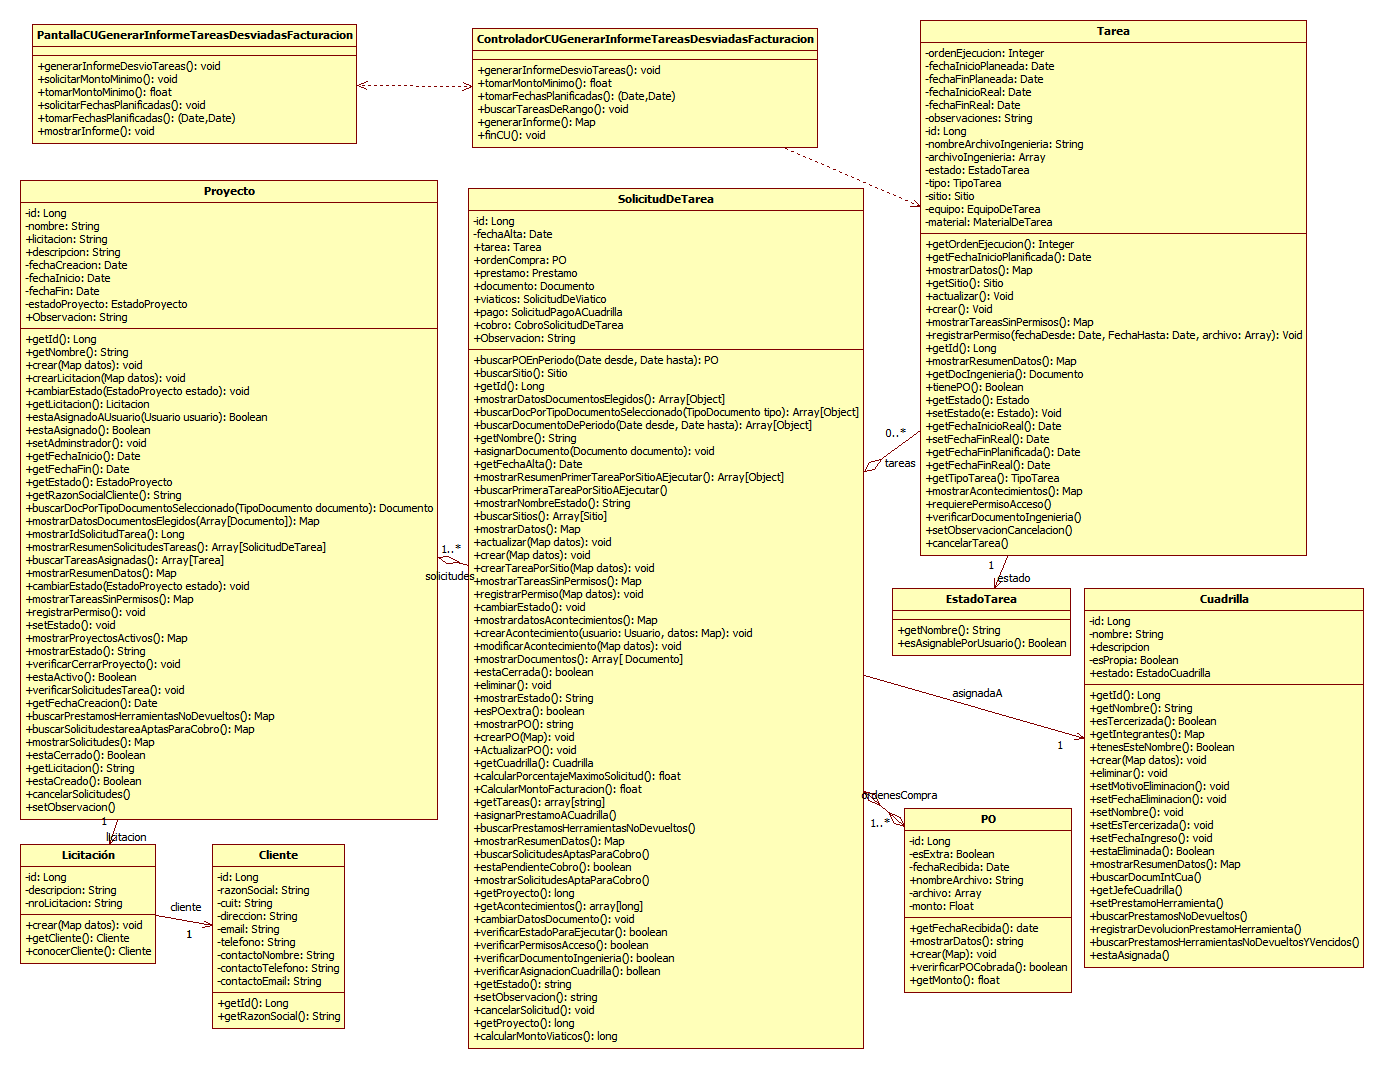 PantallaCUGenerarInformeTareasDesviadasFacturacion
+generarInformeDesvioTareas(): void
+solicitarMontoMinimo(): void
+tomarMontoMinimo(): float
+solicitarFechasPlanificadas(): void
+tomarFechasPlanificadas(): (Date,Date)
+mostrarInforme(): void
ControladorCUGenerarInformeTareasDesviadasFacturacion
+generarInformeDesvioTareas(): void
+tomarMontoMinimo(): float
+tomarFechasPlanificadas(): (Date,Date)
+buscarTareasDeRango(): void
+generarInforme(): Map
+finCU(): void
Tarea
-ordenEjecucion: Integer
-fechaInicioPlaneada: Date
-fechaFinPlaneada: Date
-fechaInicioReal: Date
-fechaFinReal: Date
-observaciones: String
-id: Long
-nombreArchivoIngenieria: String
-archivoIngenieria: Array
-estado: EstadoTarea
-tipo: TipoTarea
-sitio: Sitio
-equipo: EquipoDeTarea
-material: MaterialDeTarea
+getOrdenEjecucion(): Integer
+getFechaInicioPlanificada(): Date
+mostrarDatos(): Map
+getSitio(): Sitio
+actualizar(): Void
+crear(): Void
+mostrarTareasSinPermisos(): Map
+registrarPermiso(fechaDesde: Date, FechaHasta: Date, archivo: Array): Void
+getId(): Long
+mostrarResumenDatos(): Map
+getDocIngenieria(): Documento
+tienePO(): Boolean
+getEstado(): Estado
+setEstado(e: Estado): Void
+getFechaInicioReal(): Date
+setFechaFinReal(): Date
+getFechaFinPlanificada(): Date
+getFechaFinReal(): Date
+getTipoTarea(): TipoTarea
+mostrarAcontecimientos(): Map
+requierePermisoAcceso()
+verificarDocumentoIngenieria()
+setObservacionCancelacion()
+cancelarTarea()
Proyecto
-id: Long
-nombre: String
+licitacion: String
+descripcion: String
-fechaCreacion: Date
-fechaInicio: Date
-fechaFin: Date
-estadoProyecto: EstadoProyecto
+Observacion: String
+getId(): Long
+getNombre(): String
+crear(Map datos): void
+crearLicitacion(Map datos): void
+cambiarEstado(EstadoProyecto estado): void
+getLicitacion(): Licitacion
+estaAsignadoAUsuario(Usuario usuario): Boolean
+estaAsignado(): Boolean
+setAdminstrador(): void
+getFechaInicio(): Date
+getFechaFin(): Date
+getEstado(): EstadoProyecto
+getRazonSocialCliente(): String
+buscarDocPorTipoDocumentoSeleccionado(TipoDocumento documento): Documento
+mostrarDatosDocumentosElegidos(Array[Documento]): Map
+mostrarIdSolicitudTarea(): Long
+mostrarResumenSolicitudesTareas(): Array[SolicitudDeTarea]
+buscarTareasAsignadas(): Array[Tarea]
+mostrarResumenDatos(): Map
+cambiarEstado(EstadoProyecto estado): void
+mostrarTareasSinPermisos(): Map
+registrarPermiso(): void
+setEstado(): void
+mostrarProyectosActivos(): Map
+mostrarEstado(): String
+verificarCerrarProyecto(): void
+estaActivo(): Boolean
+verificarSolicitudesTarea(): void
+getFechaCreacion(): Date
+buscarPrestamosHerramientasNoDevueltos(): Map
+buscarSolicitudestareaAptasParaCobro(): Map
+mostrarSolicitudes(): Map
+estaCerrado(): Boolean
+getLicitacion(): String
+estaCreado(): Boolean
+cancelarSolicitudes()
+setObservacion()
SolicitudDeTarea
-id: Long
-fechaAlta: Date
+tarea: Tarea
+ordenCompra: PO
+prestamo: Prestamo
+documento: Documento
+viaticos: SolicitudDeViatico
+pago: SolicitudPagoACuadrilla
+cobro: CobroSolicitudDeTarea
+Observacion: String
+buscarPOEnPeriodo(Date desde, Date hasta): PO
+buscarSitio(): Sitio
+getId(): Long
+mostrarDatosDocumentosElegidos(): Array[Object]
+buscarDocPorTipoDocumentoSeleccionado(TipoDocumento tipo): Array[Object]
+buscarDocumentoDePeriodo(Date desde, Date hasta): Array[Object]
+getNombre(): String
+asignarDocumento(Documento documento): void
+getFechaAlta(): Date
+mostrarResumenPrimerTareaPorSitioAEjecutar(): Array[Object]
+buscarPrimeraTareaPorSitioAEjecutar()
+mostrarNombreEstado(): String
+buscarSitios(): Array[Sitio]
+mostrarDatos(): Map
+actualizar(Map datos): void
+crear(Map datos): void
+crearTareaPorSitio(Map datos): void
+mostrarTareasSinPermisos(): Map
+registrarPermiso(Map datos): void
+cambiarEstado(): void
+mostrardatosAcontecimientos(): Map
+crearAcontecimiento(usuario: Usuario, datos: Map): void
+modificarAcontecimiento(Map datos): void
+mostrarDocumentos(): Array[ Documento]
+estaCerrada(): boolean
+eliminar(): void
+mostrarEstado(): String
+esPOextra(): boolean
+mostrarPO(): string
+crearPO(Map): void
+ActualizarPO(): void
+getCuadrilla(): Cuadrilla
+calcularPorcentajeMaximoSolicitud(): float
+CalcularMontoFacturacion(): float
+getTareas(): array[string]
+asignarPrestamoACuadrilla()
+buscarPrestamosHerramientasNoDevueltos()
+mostrarResumenDatos(): Map
+buscarSolicitudesAptasParaCobro()
+estaPendienteCobro(): boolean
+mostrarSolicitudesAptaParaCobro()
+getProyecto(): long
+getAcontecimientos(): array[long]
+cambiarDatosDocumento(): void
+verificarEstadoParaEjecutar(): boolean
+verificarPermisosAcceso(): boolean
+verificarDocumentoIngenieria(): boolean
+verificarAsignacionCuadrilla(): bollean
+getEstado(): string
+setObservacion(): string
+cancelarSolicitud(): void
+getProyecto(): long
+calcularMontoViaticos(): long
0..*
tareas
1..*
solicitudes
1
estado
EstadoTarea
+getNombre(): String
+esAsignablePorUsuario(): Boolean
Cuadrilla
-id: Long
-nombre: String
+descripcion
-esPropia: Boolean
+estado: EstadoCuadrilla
+getId(): Long
+getNombre(): String
+esTercerizada(): Boolean
+getIntegrantes(): Map
+tenesEsteNombre(): Boolean
+crear(Map datos): void
+eliminar(): void
+setMotivoEliminacion(): void
+setFechaEliminacion(): void
+setNombre(): void
+setEsTercerizada(): void
+setFechaIngreso(): void
+estaEliminada(): Boolean
+mostrarResumenDatos(): Map
+buscarDocumIntCua()
+getJefeCuadrilla()
+setPrestamoHerramienta()
+buscarPrestamosNoDevueltos()
+registrarDevolucionPrestamoHerramienta()
+buscarPrestamosHerramientasNoDevueltosYVencidos()
+estaAsignada()
asignadaA
1
ordenesCompra
1..*
PO
-id: Long
-esExtra: Boolean
-fechaRecibida: Date
+nombreArchivo: String
-archivo: Array
-monto: Float
+getFechaRecibida(): date
+mostrarDatos(): string
+crear(Map): void
+verirficarPOCobrada(): boolean
+getMonto(): float
1
licitacion
Licitación
-id: Long
-descripcion: String
-nroLicitacion: String
+crear(Map datos): void
+getCliente(): Cliente
+conocerCliente(): Cliente
cliente
1
Cliente
-id: Long
-razonSocial: String
-cuit: String
-direccion: String
-email: String
-telefono: String
-contactoNombre: String
-contactoTelefono: String
-contactoEmail: String
+getId(): Long
+getRazonSocial(): String